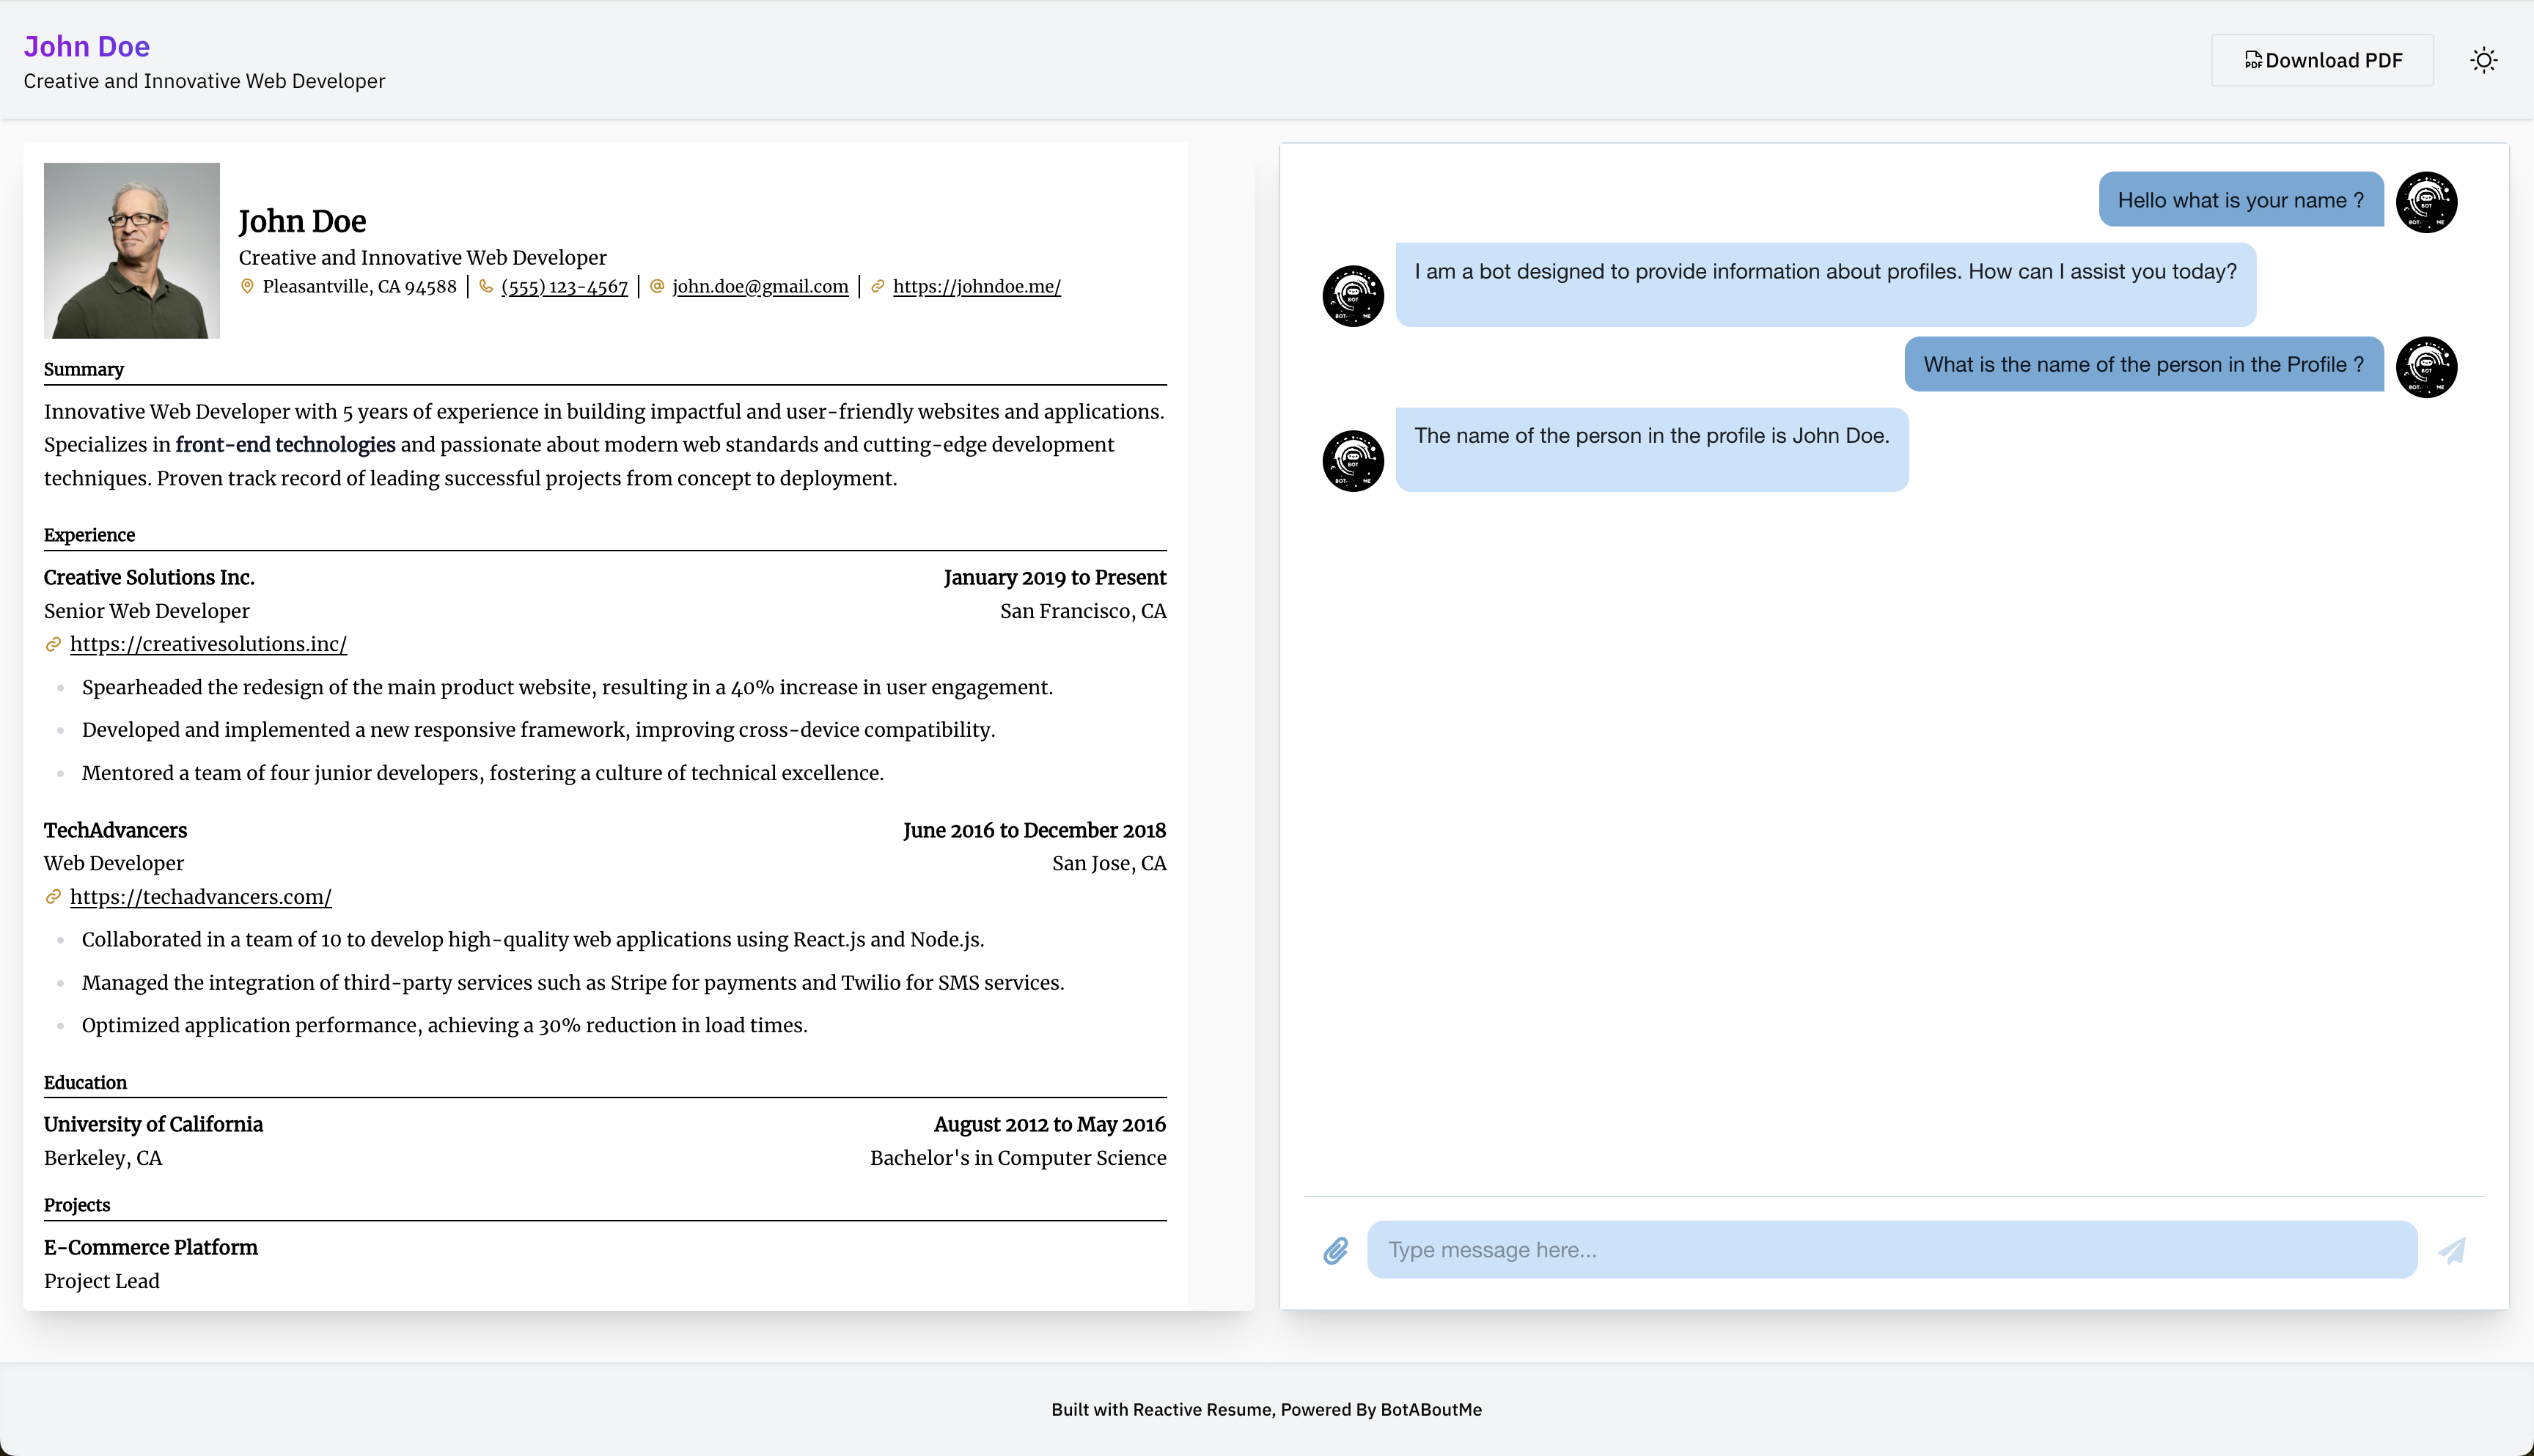 John Doe
Creative and Innovative Web Developer
PDF Download PDF
John Doe
Creative and Innovative Web Developer
Pleasantville, CA 94588 | (555) 123-4567 | john.doe@gmail.com | https://johndoe.me/
Summary
Innovative Web Developer with 5 years of experience in building impactful and user-friendly websites and applications.
Specializes in front-end technologies and passionate about modern web standards and cutting-edge development
techniques. Proven track record of leading successful projects from concept to deployment.
Experience
Creative Solutions Inc. January 2019 to Present
Senior Web Developer San Francisco, CA
https://creativesolutions.inc/
Spearheaded the redesign of the main product website, resulting in a 40% increase in user engagement.
Developed and implemented a new responsive framework, improving cross-device compatibility.
Mentored a team of four junior developers, fostering a culture of technical excellence.
TechAdvancers June 2016 to December 2018
Web Developer San Jose, CA
https://techadvancers.com/
Collaborated in a team of 10 to develop high-quality web applications using React.js and Node.js.
Managed the integration of third-party services such as Stripe for payments and Twilio for SMS services.
Optimized application performance, achieving a 30% reduction in load times.
Education
University of California August 2012 to May 2016
Berkeley, CA Bachelor's in Computer Science
Projects
E-Commerce Platform
Project Lead
Hello what is your name ?
BOT
BOT ME
I am a bot designed to provide information about profiles. How can I assist you today?
BOT
BOT ME
What is the name of the person in the Profile ?
BOT
BOT ME
The name of the person in the profile is John Doe.
BOT
BOT ME
Type message here...
Built with Reactive Resume, Powered By BotABoutMe